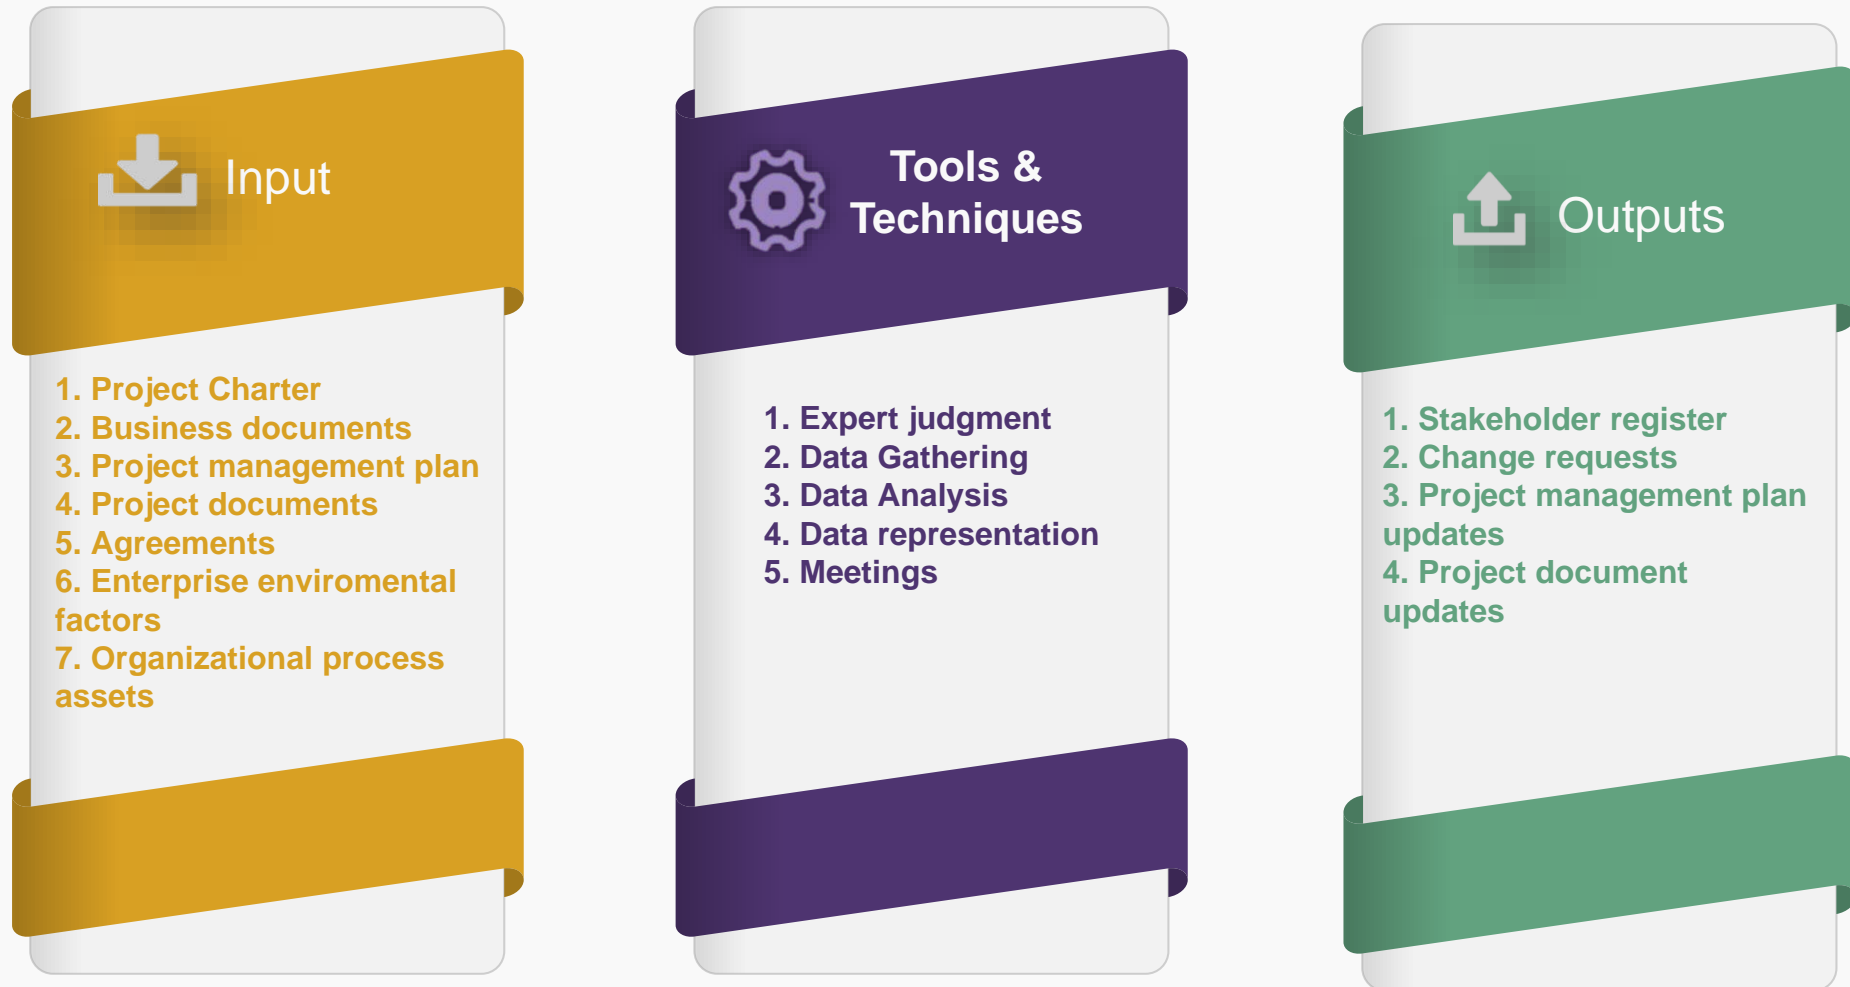 Input
1. Project Charter
2. Business documents
3. Project management plan
4. Project documents
5. Agreements
6. Enterprise enviromental
factors
7. Organizational process
assets
Tools &
Techniques
1. Expert judgment
2. Data Gathering
3. Data Analysis
4. Data representation
5. Meetings
Outputs
1. Stakeholder register
2. Change requests
3. Project management plan
updates
4. Project document
updates